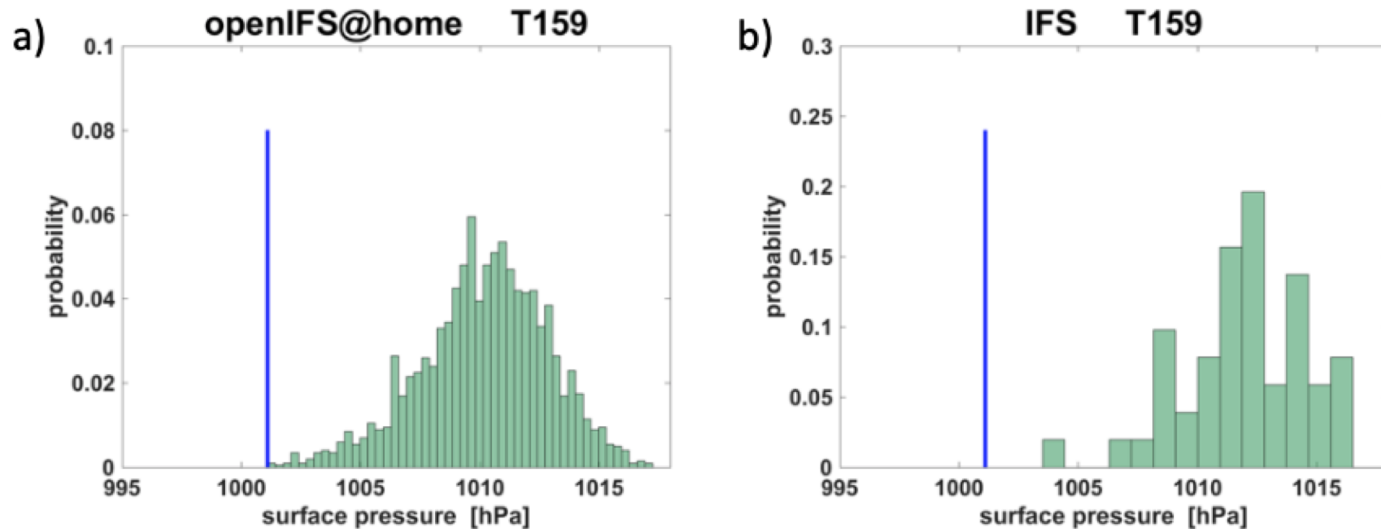 a)
openIFS@home T159
0.1
0.08
0.06
0.04
0.02
0
probability
995 1000 1005 1010 1015
surface pressure [hPa]
b)
IFS T159
0.3
0.25
0.2
0.15
0.1
0.05
0
probability
995 1000 1005 1010 1015
surface pressure [hPa]